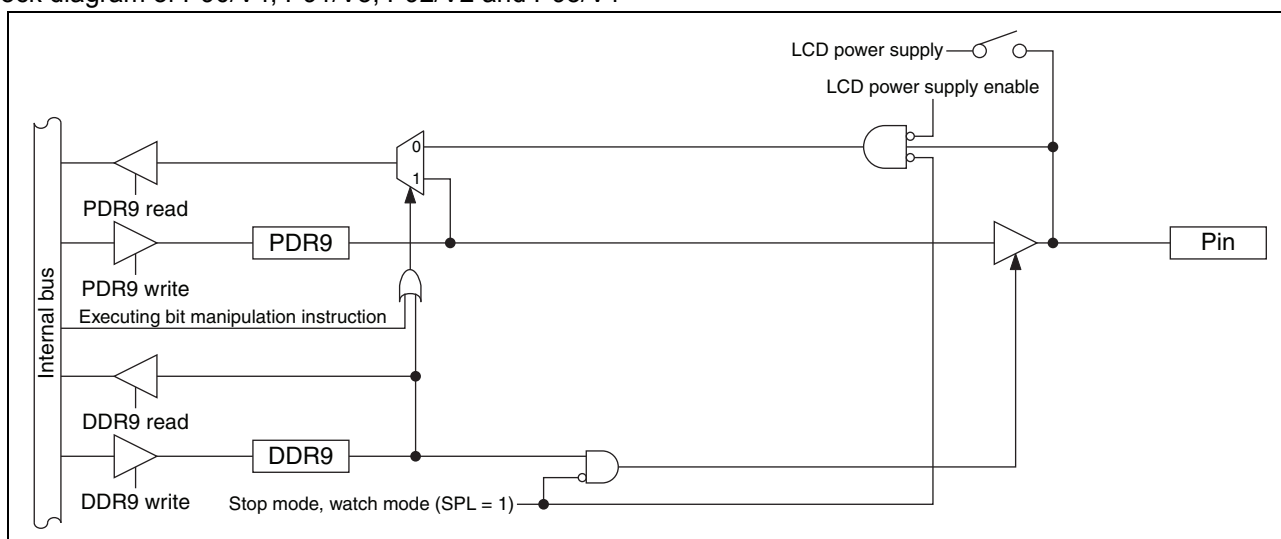 LCD power supply
LCD power supply enable
0
1
PDR9 read
PDR9
Pin
PDR9 write
Executing bit manipulation instruction
Internal bus
DDR9 read
DDR9
DDR9 write
Stop mode, watch mode (SPL = 1)